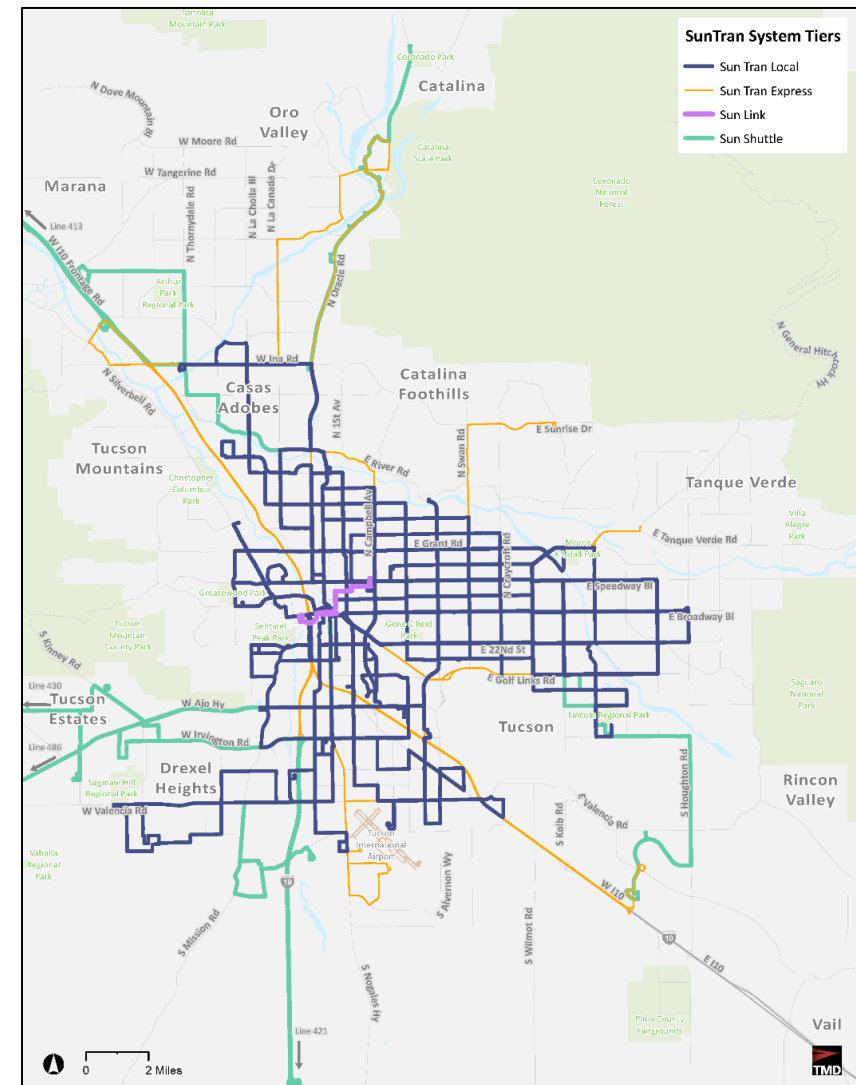 Tortolita
Mountain Park
SunTran System Tiers
Sun Tran Local
Sun Tran Express
Sun Link
Sun Shuttle
Coronado Park
Catalina
N Dove Mountain Bl
Oro
Valley
W Moore Rd
Catalina
State Park
W Tangerine Rd
Coronado
National
Forest
Marana
N Thornydale Rd
N La Cholla Bl
N La Canada Dr
Line 413
W I10 Frontage Rd
N Oracle Rd
Arthur
Park
Regional Park
N General Hitch
cock Hy
W Ina Rd
N Silverbell Rd
Casas
Adobes
Catalina
Foothills
N 1St Av
E Sunrise Dr
N Swan Rd
Tucson
Mountains
E River Rd
Christopher
Columbus
Park
Tanque Verde
Villa
Alegre
Park
N Campbell Av
E Tanque Verde Rd
E Grant Rd
N Craycroft Rd
Morris
K Udall Park
Greasewood Park
E Speedway Bl
E Broadway Bl
Tucson
Mountain
County Park
Sentinel
Peak Park
Gene C Reid
Park
S Kinney Rd
E 22Nd St
E Golf Links Rd
Saguaro
National
Park
Line 430
Tucson
Estates
W Ajo Hy
Lincoln Regional Park
Tucson
W Irvington Rd
Line 486
Drexel
Heights
Saginaw Hill
Regional Park
S Houghton Rd
Rincon
Valley
W Valencia Rd
E Valencia Rd
S Kolb Rd
Tucson
International
Airport
Vahalla
Regional
Park
19
S Alvernon Wy
W I10
S Mission Rd
S Wilmot Rd
19
E I10
S Nogales Hy
Pima County
Fairgrounds
Vail
Line 421
0
2 Miles
TMD